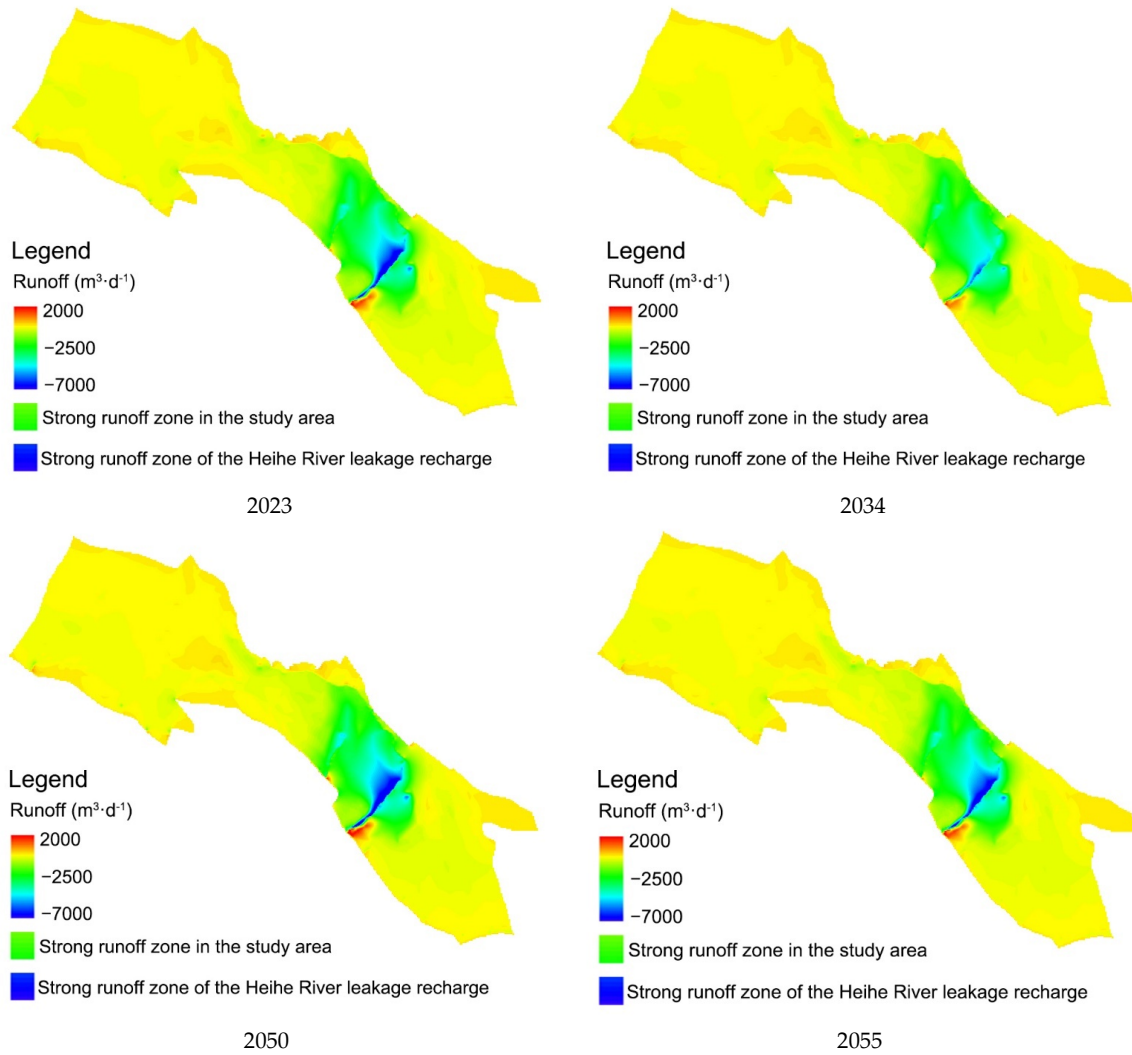 Legend
Runoff (m³·d⁻¹)
2000
−2500
−7000
Strong runoff zone in the study area
Strong runoff zone of the Heihe River leakage recharge
2023
Legend
Runoff (m³·d⁻¹)
2000
−2500
−7000
Strong runoff zone in the study area
Strong runoff zone of the Heihe River leakage recharge
2034
Legend
Runoff (m³·d⁻¹)
2000
−2500
−7000
Strong runoff zone in the study area
Strong runoff zone of the Heihe River leakage recharge
2050
Legend
Runoff (m³·d⁻¹)
2000
−2500
−7000
Strong runoff zone in the study area
Strong runoff zone of the Heihe River leakage recharge
2055